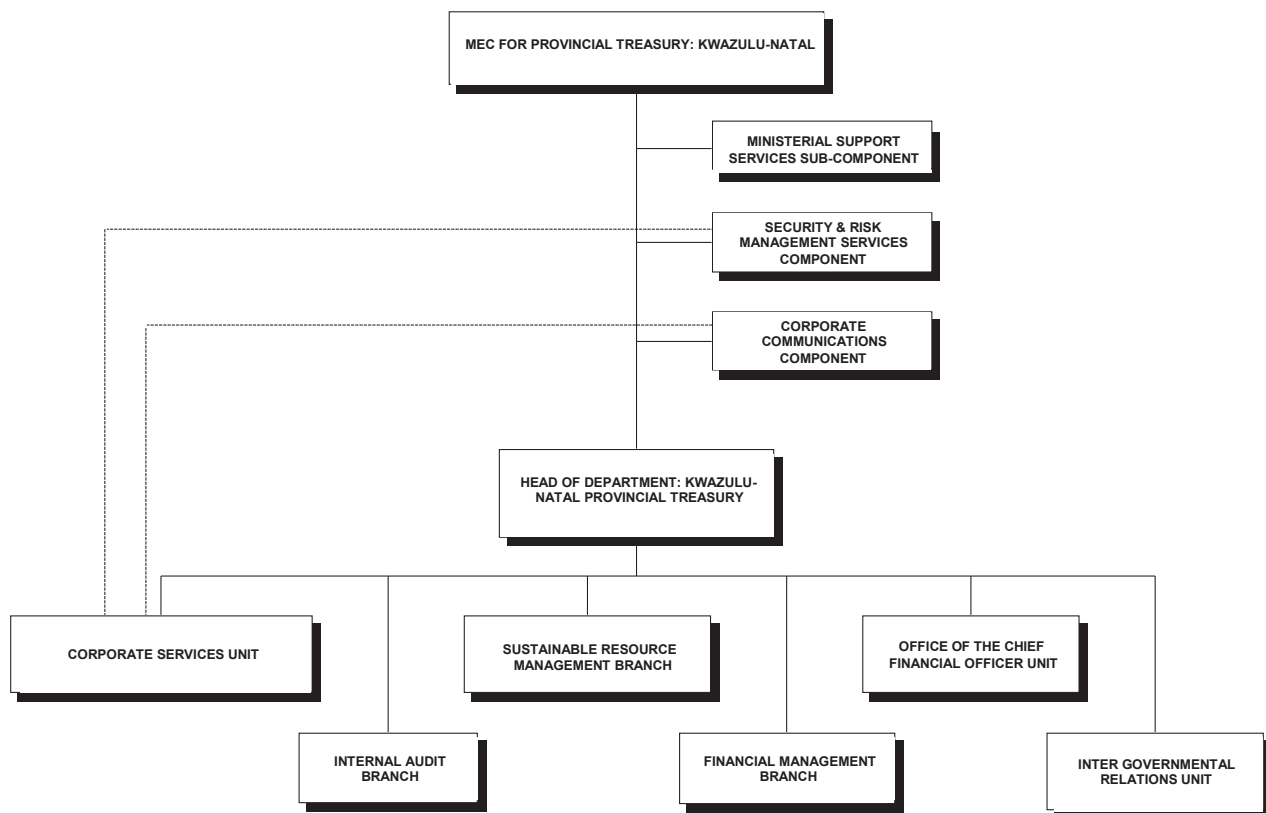 MEC FOR PROVINCIAL TREASURY: KWAZULU-NATAL
MINISTERIAL SUPPORT
SERVICES SUB-COMPONENT
SECURITY & RISK
MANAGEMENT SERVICES
COMPONENT
CORPORATE
COMMUNICATIONS
COMPONENT
HEAD OF DEPARTMENT: KWAZULU-
NATAL PROVINCIAL TREASURY
CORPORATE SERVICES UNIT
SUSTAINABLE RESOURCE
MANAGEMENT BRANCH
OFFICE OF THE CHIEF
FINANCIAL OFFICER UNIT
INTERNAL AUDIT
BRANCH
FINANCIAL MANAGEMENT
BRANCH
INTER GOVERNMENTAL
RELATIONS UNIT